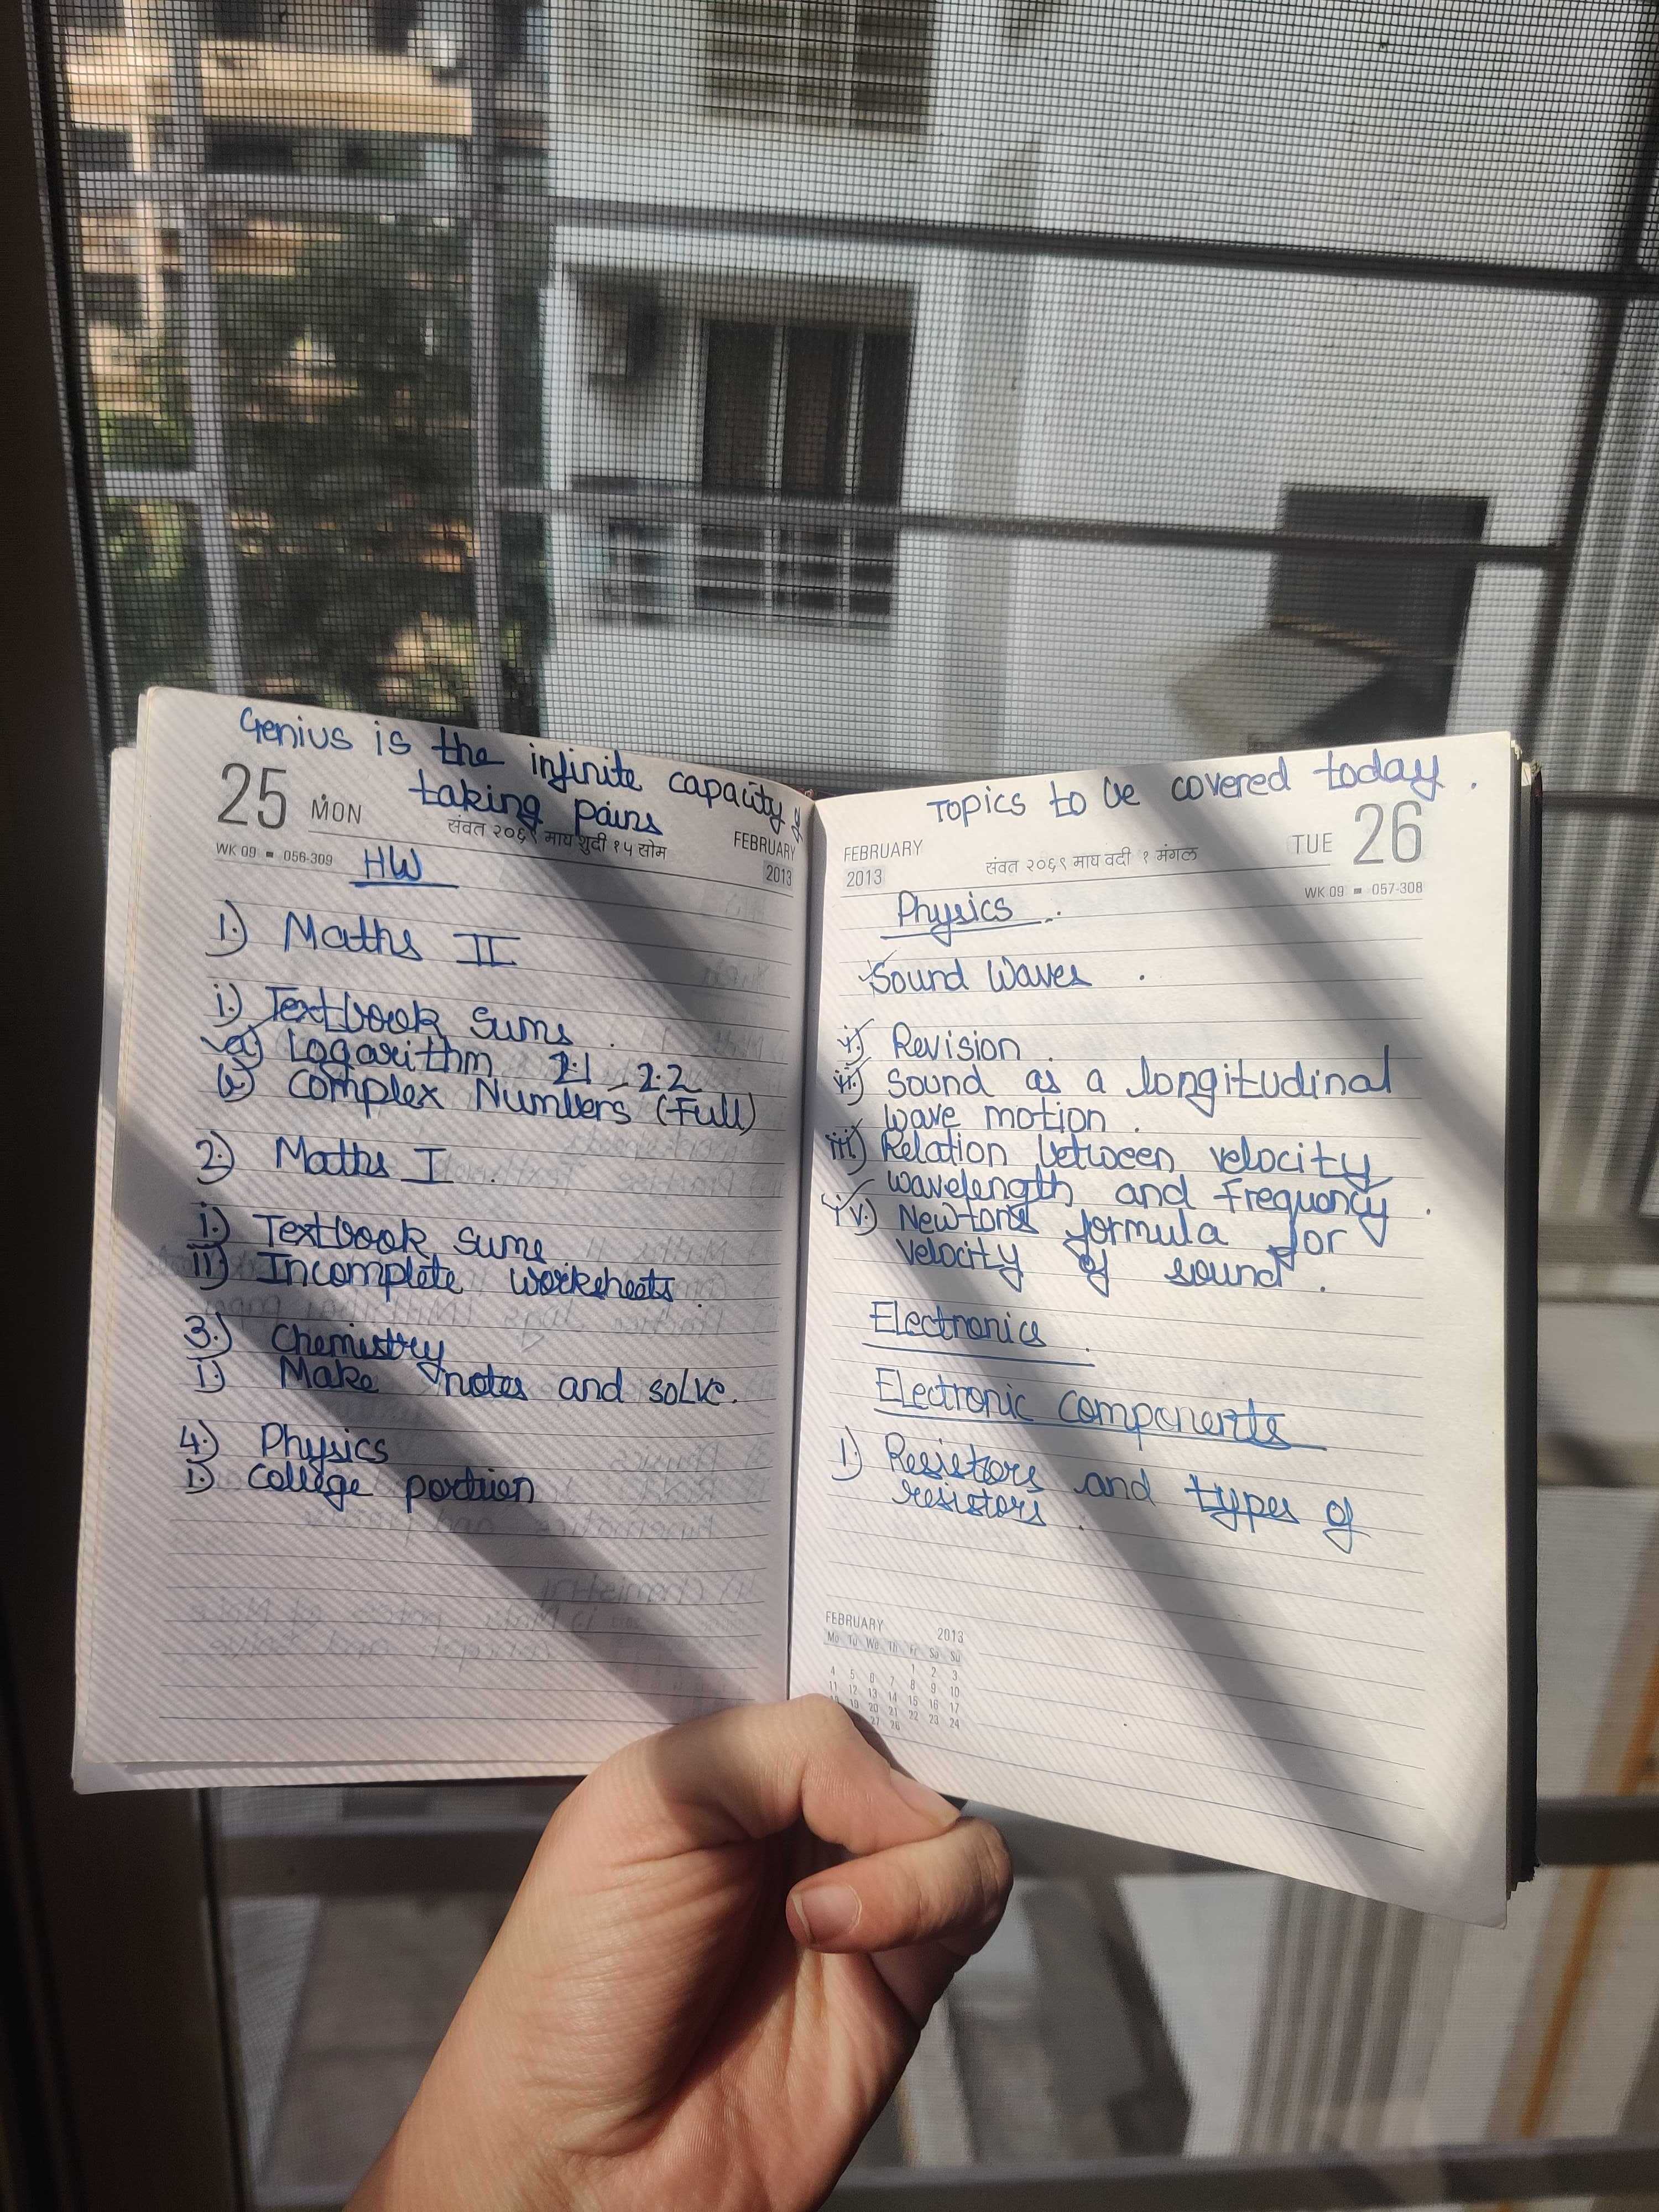 Genius is the infinite capacity of
taking pains
25 MON
संवत २०६९ माघ शुदी १५ सोम
FEBRUARY
WK 09 056-309
2013
HW
1.) Maths II
i.) Textbook sums.
a) Logarithm 2.1 - 2.2
b) Complex Numbers (Full)
2.) Maths I.
i.) Textbook sums
ii) Incomplete worksheets.
3.) Chemistry
i) Make notes and solve.
4.) Physics
i) College portion
Topics to be covered today.
FEBRUARY
2013
संवत २०६९ माघ वदी १ मंगल
TUE 26
WK 09 057-308
Physics.
Sound Waves.
i) Revision.
ii) Sound as a longitudinal
wave motion.
iii) Relation between velocity
wavelength and frequency.
iv.) Newtons formula for
velocity of sound.
Electronics.
Electronic Components
1.) Resistors and types of
resistors.
FEBRUARY 2013
Mo Tu We Th Fr Sa Su
1 2 3
4 5 6 7 8 9 10
11 12 13 14 15 16 17
19 20 21 22 23 24
27 28